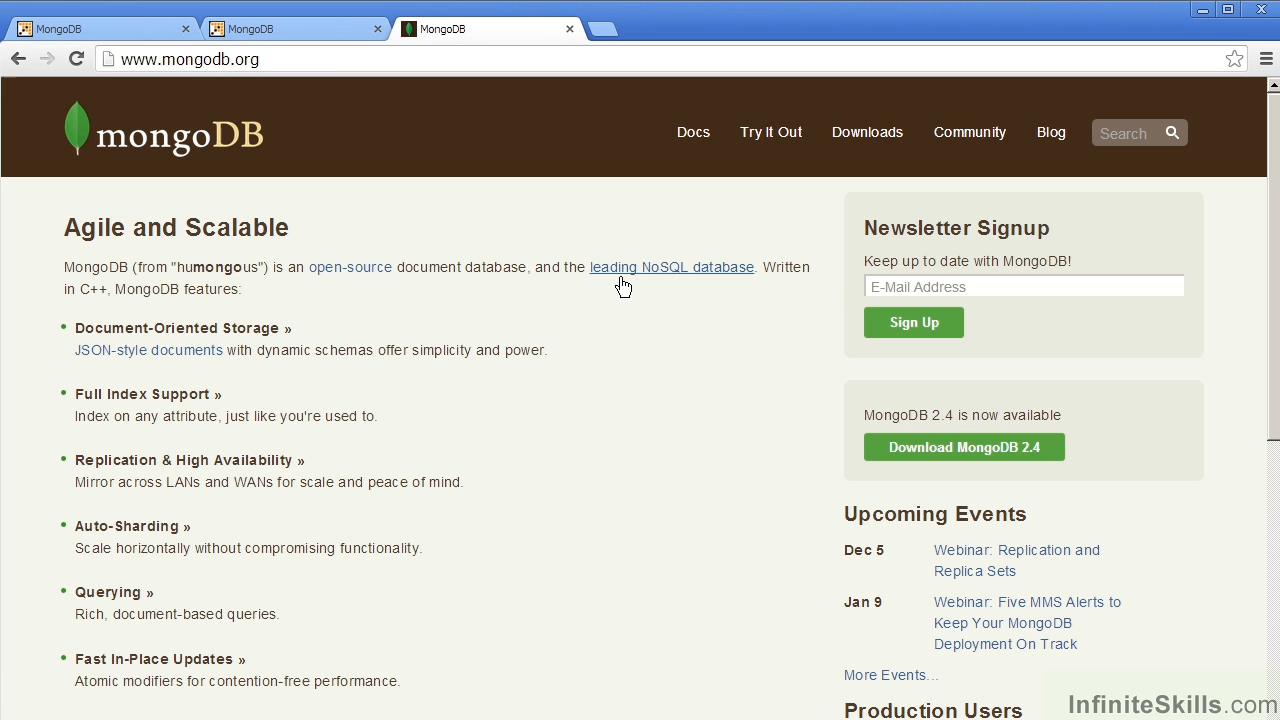 MongoDB
MongoDB
MongoDB
www.mongodb.org
mongoDB
Docs
Try It Out
Downloads
Community
Blog
Search
Agile and Scalable
MongoDB (from "humongous") is an open-source document database, and the leading NoSQL database. Written
in C++, MongoDB features:
Document-Oriented Storage »
JSON-style documents with dynamic schemas offer simplicity and power.
Full Index Support »
Index on any attribute, just like you're used to.
Replication & High Availability »
Mirror across LANs and WANs for scale and peace of mind.
Auto-Sharding »
Scale horizontally without compromising functionality.
Querying »
Rich, document-based queries.
Fast In-Place Updates »
Atomic modifiers for contention-free performance.
Newsletter Signup
Keep up to date with MongoDB!
E-Mail Address
Sign Up
MongoDB 2.4 is now available
Download MongoDB 2.4
Upcoming Events
Dec 5
Webinar: Replication and
Replica Sets
Jan 9
Webinar: Five MMS Alerts to
Keep Your MongoDB
Deployment On Track
More Events...
Production Users
InfiniteSkills.com